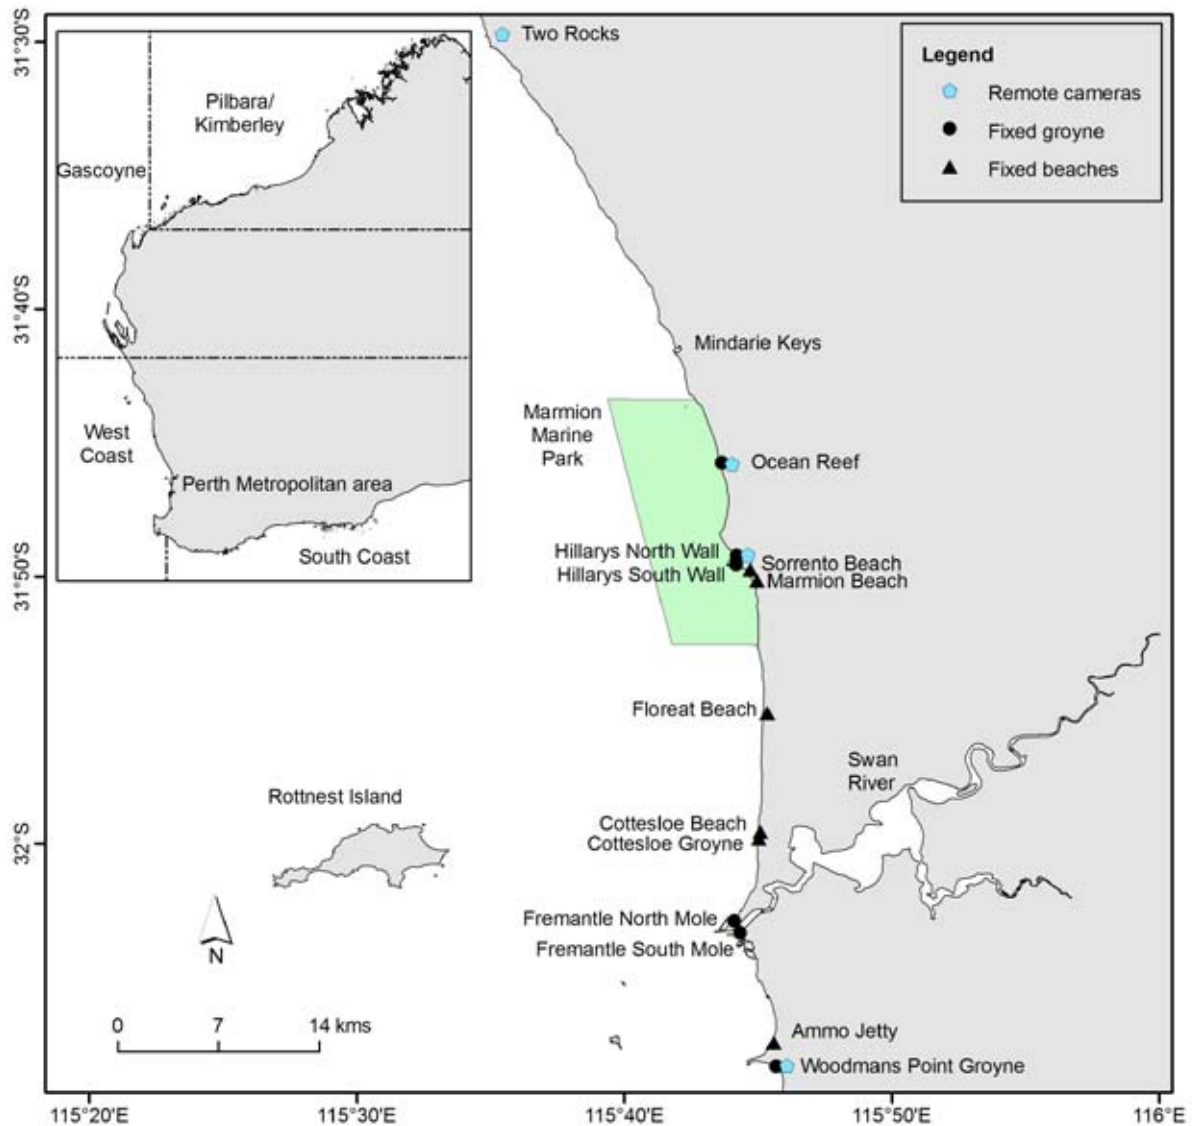 31°30'S
31°40'S
31°50'S
32°S
Two Rocks
Legend
Remote cameras
Fixed groyne
Fixed beaches
Pilbara/
Kimberley
Gascoyne
West
Coast
Perth Metropolitan area
South Coast
Mindarie Keys
Marmion
Marine
Park
Ocean Reef
Hillarys North Wall
Hillarys South Wall
Sorrento Beach
Marmion Beach
Floreat Beach
Swan
River
Rottnest Island
Cottesloe Beach
Cottesloe Groyne
Fremantle North Mole
Fremantle South Mole
N
0 7 14 kms
Ammo Jetty
Woodmans Point Groyne
115°20'E 115°30'E 115°40'E 115°50'E 116°E